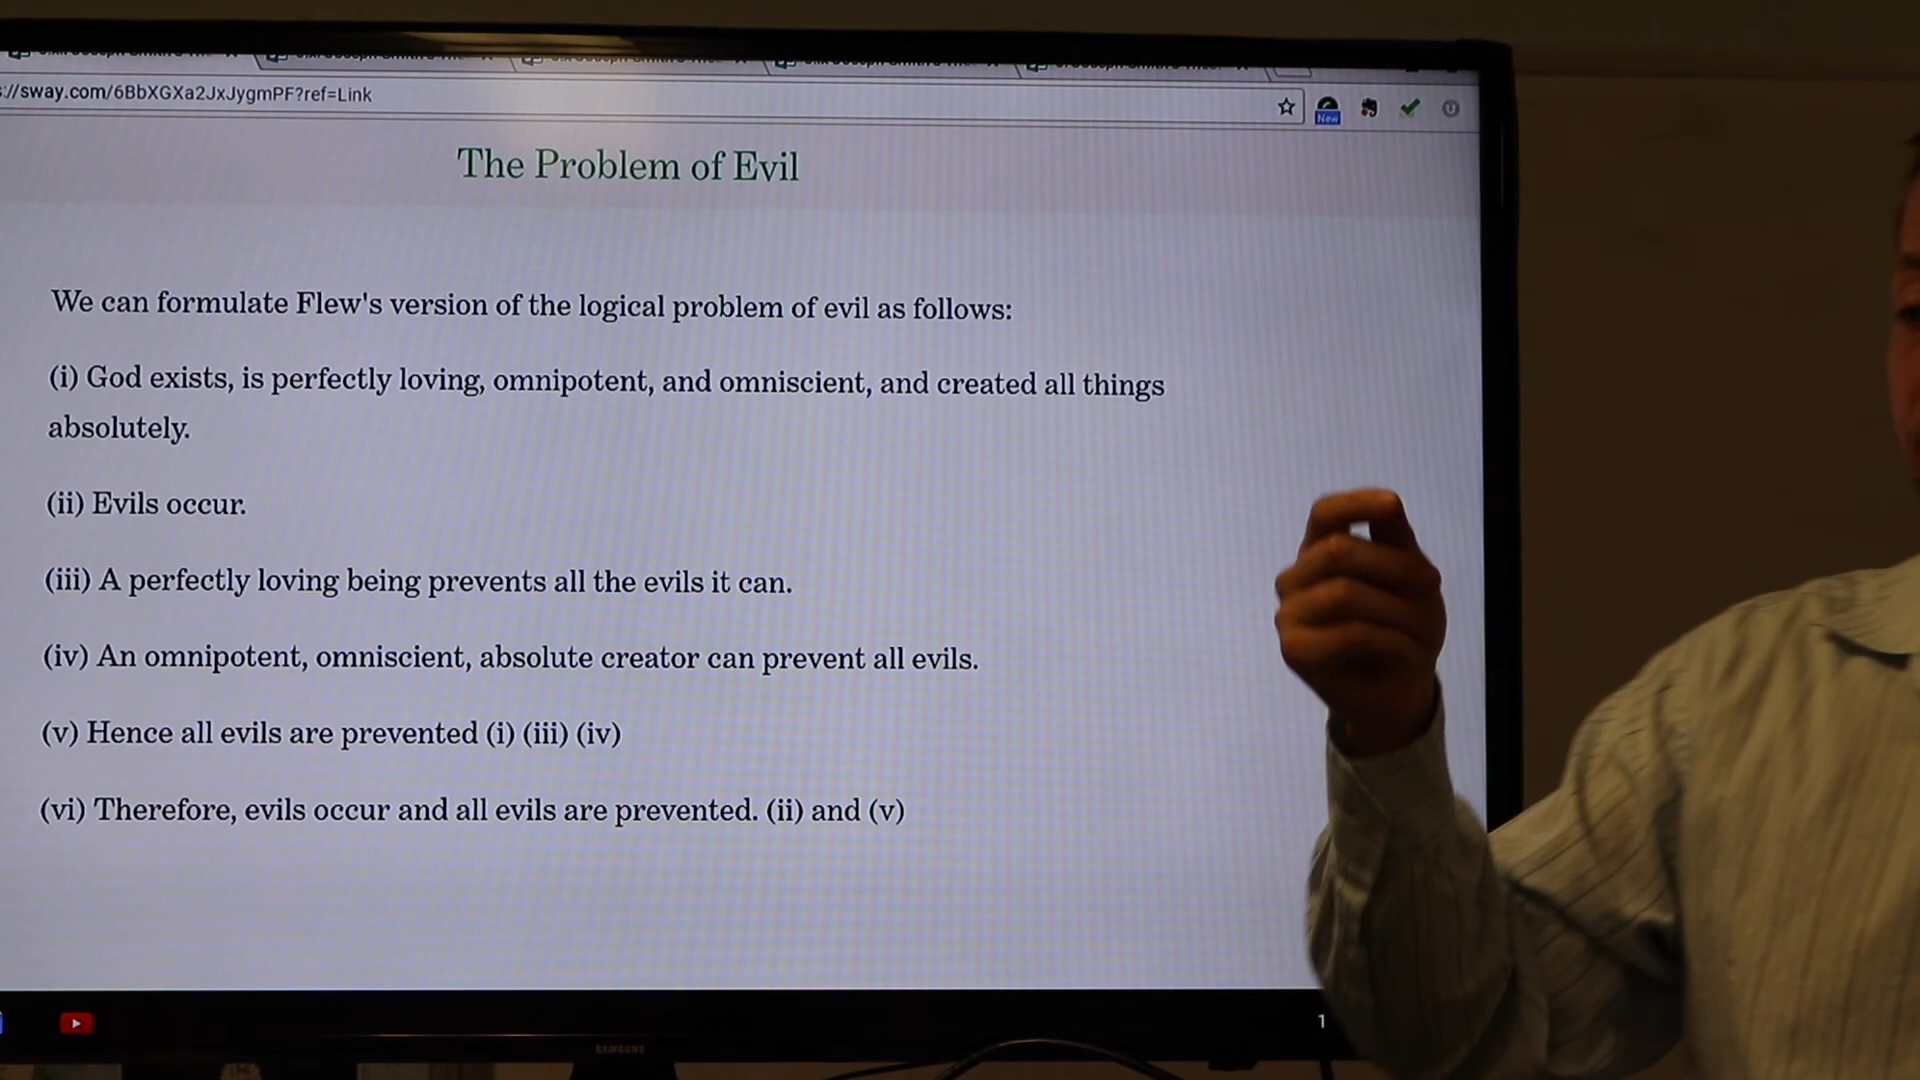 ://sway.com/6BbXGXa2JxJygmPF?ref=Link
New
The Problem of Evil
We can formulate Flew's version of the logical problem of evil as follows:
(i) God exists, is perfectly loving, omnipotent, and omniscient, and created all things
absolutely.
(ii) Evils occur.
(iii) A perfectly loving being prevents all the evils it can.
(iv) An omnipotent, omniscient, absolute creator can prevent all evils.
(v) Hence all evils are prevented (i) (iii) (iv)
(vi) Therefore, evils occur and all evils are prevented. (ii) and (v)
1
SAMSUNG